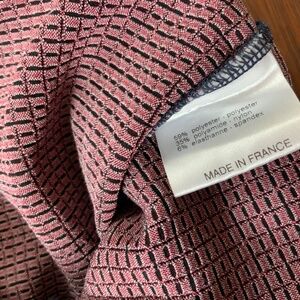 59% polyester - polyester
35% polyamide - nylon
6% elasthanne - spandex
MADE IN FRANCE